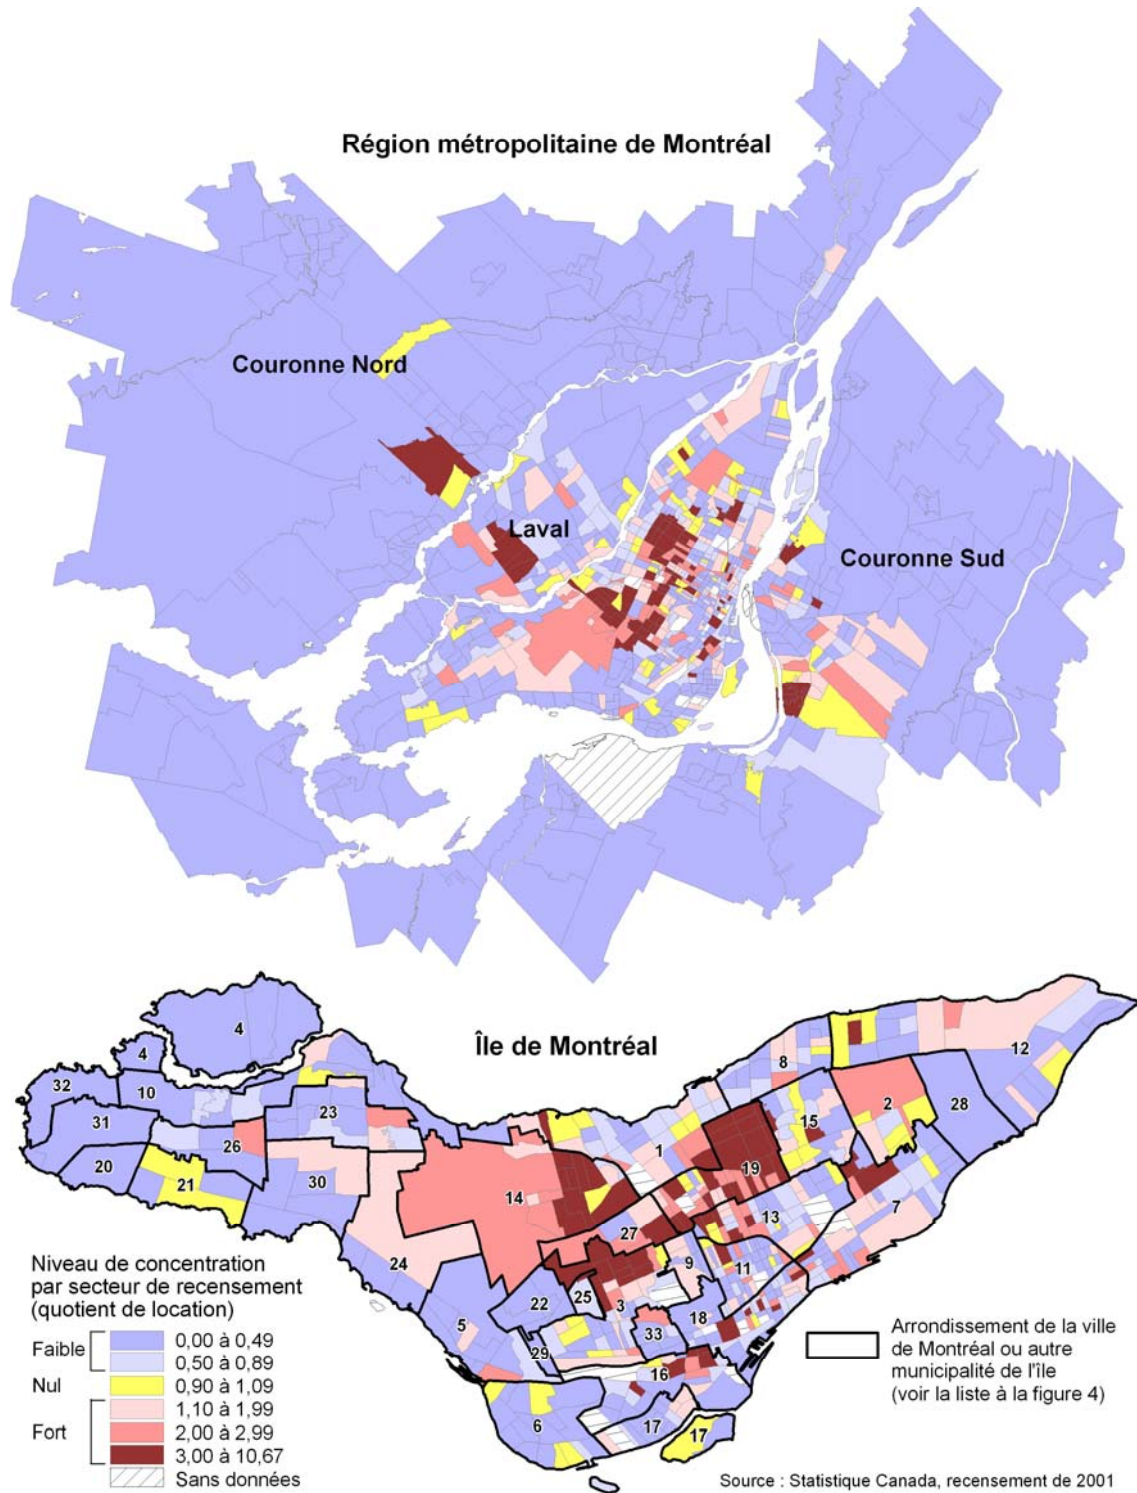 Région métropolitaine de Montréal
Couronne Nord
Laval
Couronne Sud
Île de Montréal
4
4
32
10
31
23
26
20
21
30
14
24
5
22
25
29
27
3
9
33
18
16
6
17
17
1
19
8
15
2
28
12
13
7
11
Niveau de concentration
par secteur de recensement
(quotient de location)
Faible
0,00 à 0,49
0,50 à 0,89
Nul
0,90 à 1,09
Fort
1,10 à 1,99
2,00 à 2,99
3,00 à 10,67
Sans données
Arrondissement de la ville
de Montréal ou autre
municipalité de l'île
(voir la liste à la figure 4)
Source : Statistique Canada, recensement de 2001